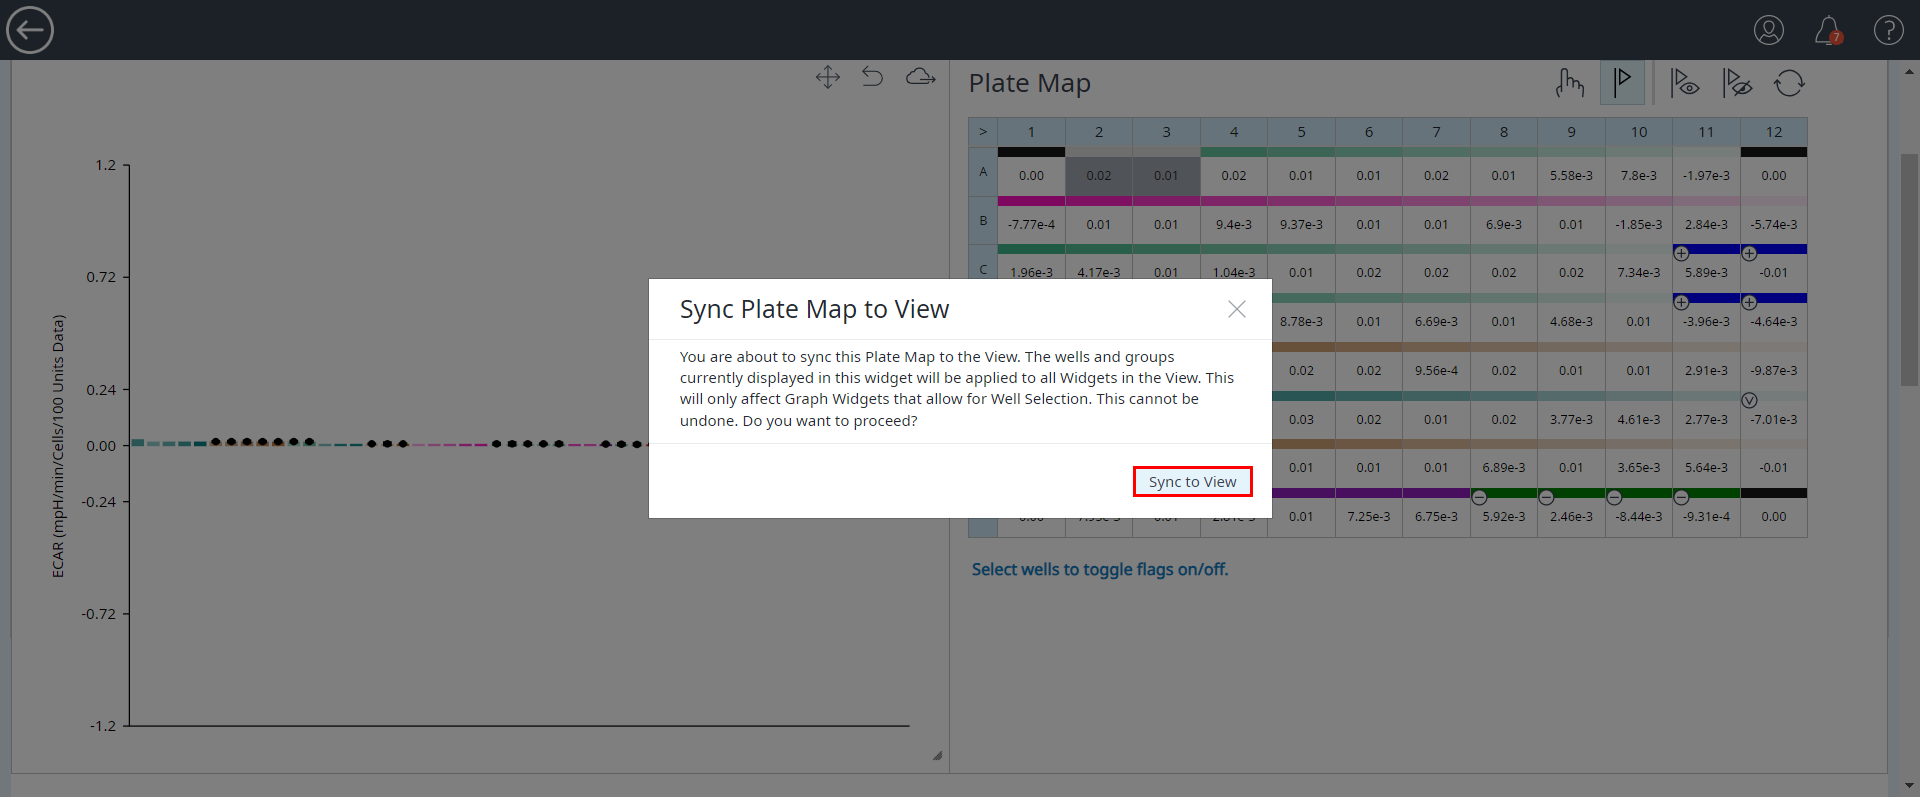 7
Plate Map
> 1 2 3 4 5 6 7 8 9 10 11 12
A 0.00 0.02 0.01 0.02 0.01 0.01 0.02 0.01 5.58e-3 7.8e-3 -1.97e-3 0.00
B -7.77e-4 0.01 0.01 9.4e-3 9.37e-3 0.01 0.01 6.9e-3 0.01 -1.85e-3 2.84e-3 -5.74e-3
C 1.96e-3 4.17e-3 0.01 1.04e-3 0.01 0.02 0.02 0.02 0.02 7.34e-3 5.89e-3 -0.01
8.78e-3 0.01 6.69e-3 0.01 4.68e-3 0.01 -3.96e-3 -4.64e-3
0.02 0.02 9.56e-4 0.02 0.01 0.01 2.91e-3 -9.87e-3
0.03 0.02 0.01 0.02 3.77e-3 4.61e-3 2.77e-3 -7.01e-3
0.01 0.01 0.01 6.89e-3 0.01 3.65e-3 5.64e-3 -0.01
0.01 7.25e-3 6.75e-3 5.92e-3 2.46e-3 -8.44e-3 -9.31e-4 0.00
Select wells to toggle flags on/off.
ECAR (mpH/min/Cells/100 Units Data)
1.2
0.72
0.24
0.00
-0.24
-0.72
-1.2
Sync Plate Map to View
You are about to sync this Plate Map to the View. The wells and groups
currently displayed in this widget will be applied to all Widgets in the View. This
will only affect Graph Widgets that allow for Well Selection. This cannot be
undone. Do you want to proceed?
Sync to View